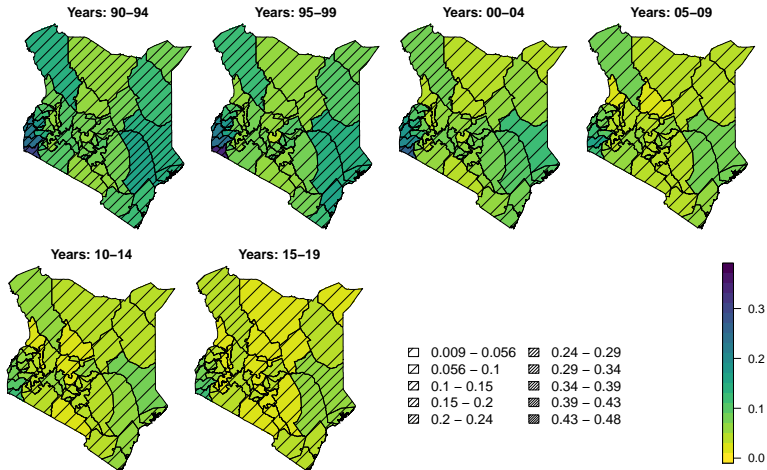 Years: 90–94
Years: 95–99
Years: 00–04
Years: 05–09
Years: 10–14
Years: 15–19
0.009 – 0.056
0.056 – 0.1
0.1 – 0.15
0.15 – 0.2
0.2 – 0.24
0.24 – 0.29
0.29 – 0.34
0.34 – 0.39
0.39 – 0.43
0.43 – 0.48
0.3
0.2
0.1
0.0